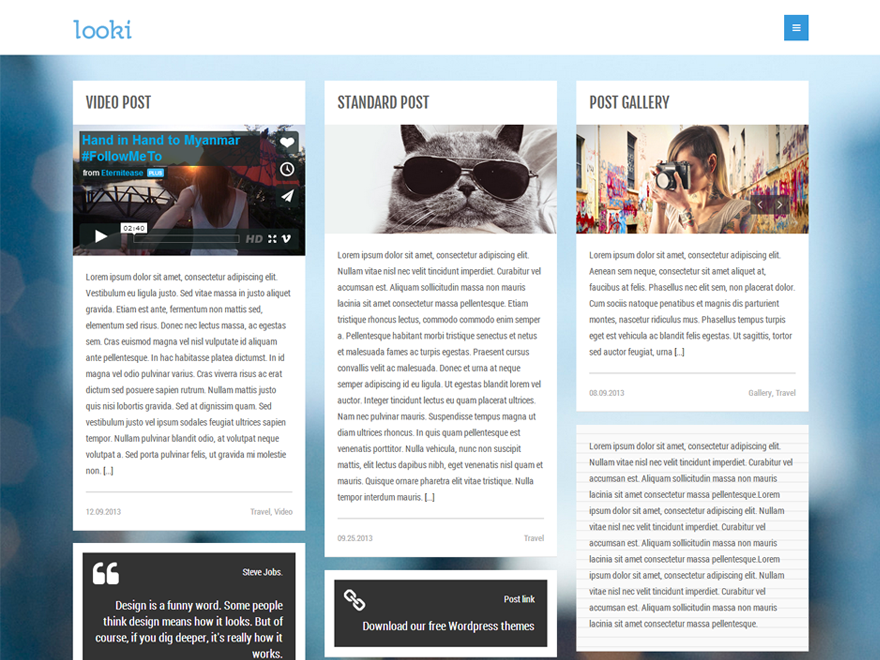 looki
VIDEO POST
Hand in Hand to Myanmar
#FollowMeTo
from Eternitease PLUS
02:40
HD
Lorem ipsum dolor sit amet, consectetur adipiscing elit.
Vestibulum eu ligula justo. Sed vitae massa in justo aliquet
gravida. Etiam est ante, fermentum non mattis sed,
elementum sed risus. Donec nec lectus massa, ac egestas
sem. Cras euismod magna vel nisl vulputate id aliquam
ante pellentesque. In hac habitasse platea dictumst. In id
magna vel odio pulvinar varius. Cras viverra risus ac erat
dictum sed posuere sapien rutrum. Nullam mattis justo
quis nisi lobortis gravida. Sed at dignissim quam. Sed
vestibulum justo vel ipsum sodales feugiat ultrices sapien
tempor. Nullam pulvinar blandit odio, at volutpat neque
volutpat a. Sed porta pulvinar felis, ut gravida mi molestie
non. [...]
12.09.2013
Travel, Video
Steve Jobs.
Design is a funny word. Some people
think design means how it looks. But of
course, if you dig deeper, it's really how it
works.
STANDARD POST
Lorem ipsum dolor sit amet, consectetur adipiscing elit.
Nullam vitae nisl nec velit tincidunt imperdiet. Curabitur vel
accumsan est. Aliquam sollicitudin massa non mauris
lacinia sit amet consectetur massa pellentesque. Etiam
tristique rhoncus lectus, commodo commodo enim semper
a. Pellentesque habitant morbi tristique senectus et netus
et malesuada fames ac turpis egestas. Praesent cursus
convallis velit ac malesuada. Donec et urna at neque
semper adipiscing id eu ligula. Ut egestas blandit lorem vel
auctor. Integer tincidunt lectus eu quam placerat ultrices.
Nam nec pulvinar mauris. Suspendisse tempus magna ut
diam ultrices rhoncus. In quis quam pellentesque est
venenatis porttitor. Nulla vehicula, nunc non suscipit
mattis, elit lectus dapibus nibh, eget venenatis nisl quam et
mauris. Quisque ornare pharetra elit vitae tristique. Nulla
tempor interdum mauris. [...]
09.25.2013
Travel
Post link
Download our free Wordpress themes
POST GALLERY
Lorem ipsum dolor sit amet, consectetur adipiscing elit.
Aenean sem neque, consectetur sit amet aliquet at,
faucibus at felis. Phasellus nec elit sem, non placerat dolor.
Cum sociis natoque penatibus et magnis dis parturient
montes, nascetur ridiculus mus. Phasellus tempus turpis
eget est vehicula ac blandit felis egestas. Ut sagittis, tortor
sed auctor feugiat, urna [...]
08.09.2013
Gallery, Travel
Lorem ipsum dolor sit amet, consectetur adipiscing elit.
Nullam vitae nisl nec velit tincidunt imperdiet. Curabitur vel
accumsan est. Aliquam sollicitudin massa non mauris
lacinia sit amet consectetur massa pellentesque.Lorem
ipsum dolor sit amet, consectetur adipiscing elit. Nullam
vitae nisl nec velit tincidunt imperdiet. Curabitur vel
accumsan est. Aliquam sollicitudin massa non mauris
lacinia sit amet consectetur massa pellentesque.Lorem
ipsum dolor sit amet, consectetur adipiscing elit. Nullam
vitae nisl nec velit tincidunt imperdiet. Curabitur vel
accumsan est. Aliquam sollicitudin massa non mauris
lacinia sit amet consectetur massa pellentesque.